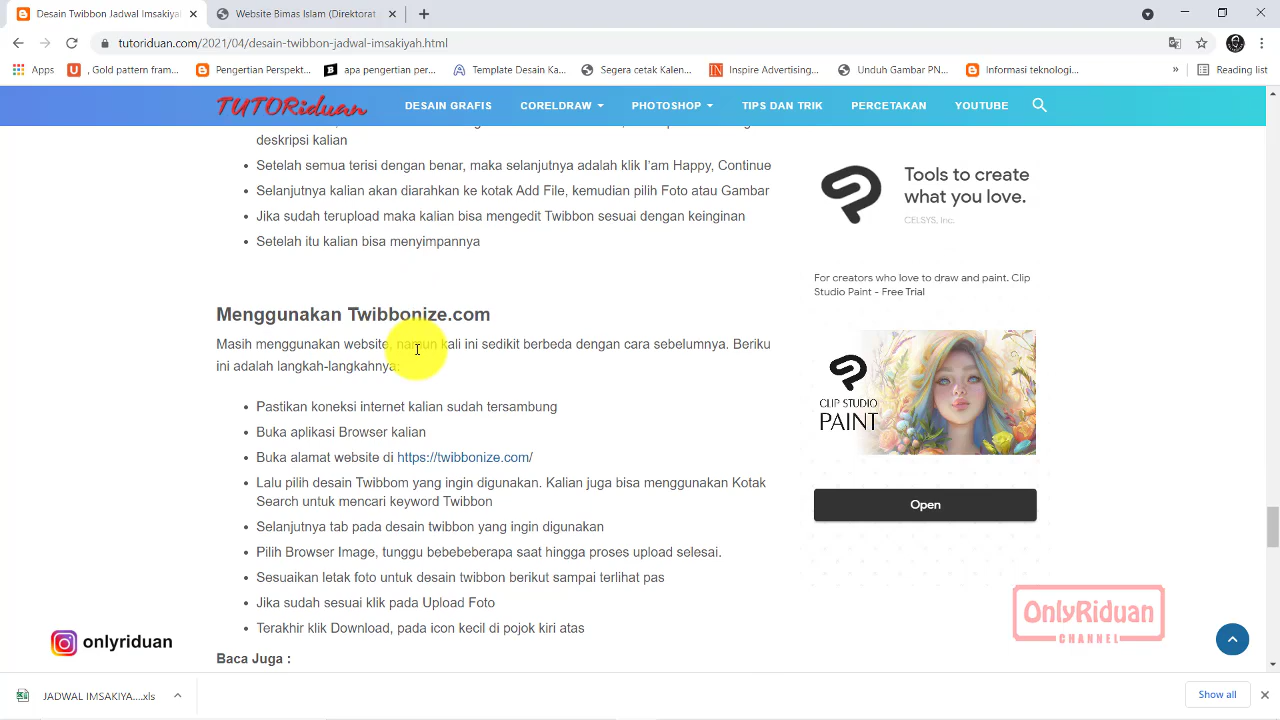 Desain Twibbon Jadwal Imsakiyah
Website Bimas Islam (Direktorat
tutoriduan.com/2021/04/desain-twibbon-jadwal-imsakiyah.html
Apps
, Gold pattern fram...
Pengertian Perspekt...
apa pengertian per...
Template Desain Ka...
Segera cetak Kalen...
Inspire Advertising,...
Unduh Gambar PN...
Informasi teknologi...
»
Reading list
TUTORiduan
DESAIN GRAFIS
CORELDRAW
PHOTOSHOP
TIPS DAN TRIK
PERCETAKAN
YOUTUBE
deskripsi kalian
• Setelah semua terisi dengan benar, maka selanjutnya adalah klik I'am Happy, Continue
• Selanjutnya kalian akan diarahkan ke kotak Add File, kemudian pilih Foto atau Gambar
• Jika sudah terupload maka kalian bisa mengedit Twibbon sesuai dengan keinginan
• Setelah itu kalian bisa menyimpannya
Menggunakan Twibbonize.com
Masih menggunakan website, namun kali ini sedikit berbeda dengan cara sebelumnya. Beriku
ini adalah langkah-langkahnya:
• Pastikan koneksi internet kalian sudah tersambung
• Buka aplikasi Browser kalian
• Buka alamat website di https://twibbonize.com/
• Lalu pilih desain Twibbom yang ingin digunakan. Kalian juga bisa menggunakan Kotak
Search untuk mencari keyword Twibbon
• Selanjutnya tab pada desain twibbon yang ingin digunakan
• Pilih Browser Image, tunggu bebebeberapa saat hingga proses upload selesai.
• Sesuaikan letak foto untuk desain twibbon berikut sampai terlihat pas
• Jika sudah sesuai klik pada Upload Foto
• Terakhir klik Download, pada icon kecil di pojok kiri atas
Baca Juga :
Tools to create
what you love.
CELSYS, Inc.
For creators who love to draw and paint. Clip
Studio Paint - Free Trial
CLIP STUDIO
PAINT
Open
OnlyRiduan
CHANNEL
onlyriduan
JADWAL IMSAKIYA....xls
Show all